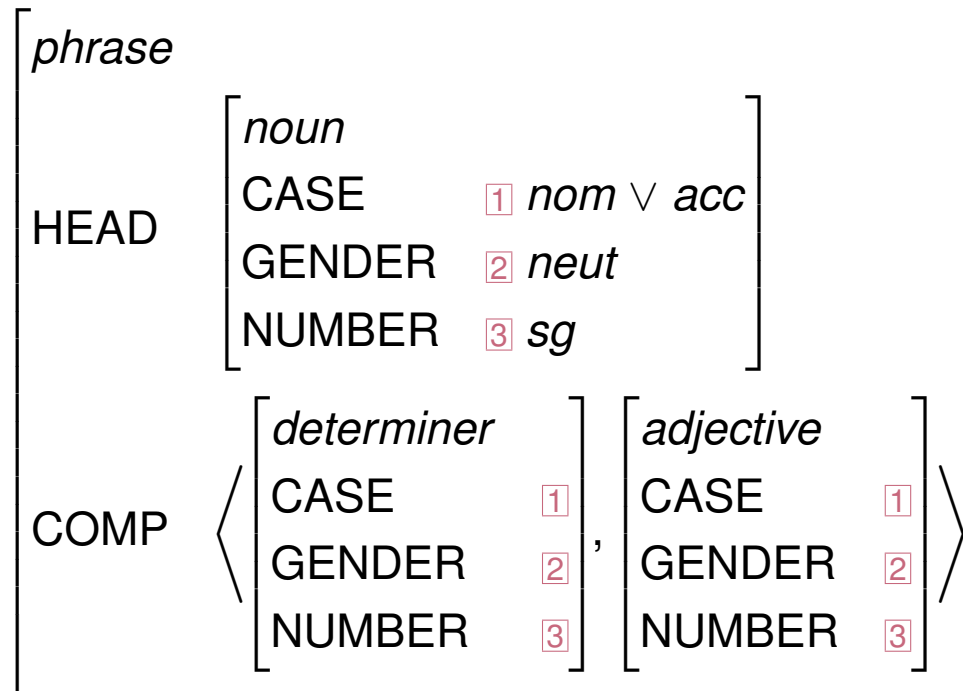 phrase
HEAD
noun
CASE 1 nom ∨ acc
GENDER 2 neut
NUMBER 3 sg
COMP
determiner
CASE 1
GENDER 2
NUMBER 3
,
adjective
CASE 1
GENDER 2
NUMBER 3